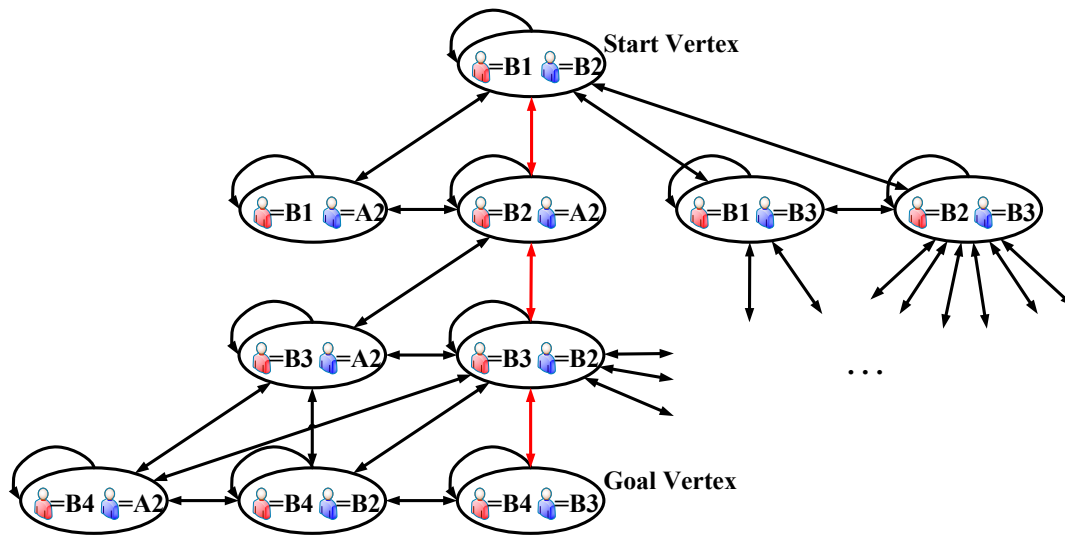 Start Vertex
=B1 =B2
=B1 =A2
=B2 =A2
=B1 =B3
=B2 =B3
=B3 =A2
=B3 =B2
...
=B4 =A2
=B4 =B2
=B4 =B3
Goal Vertex